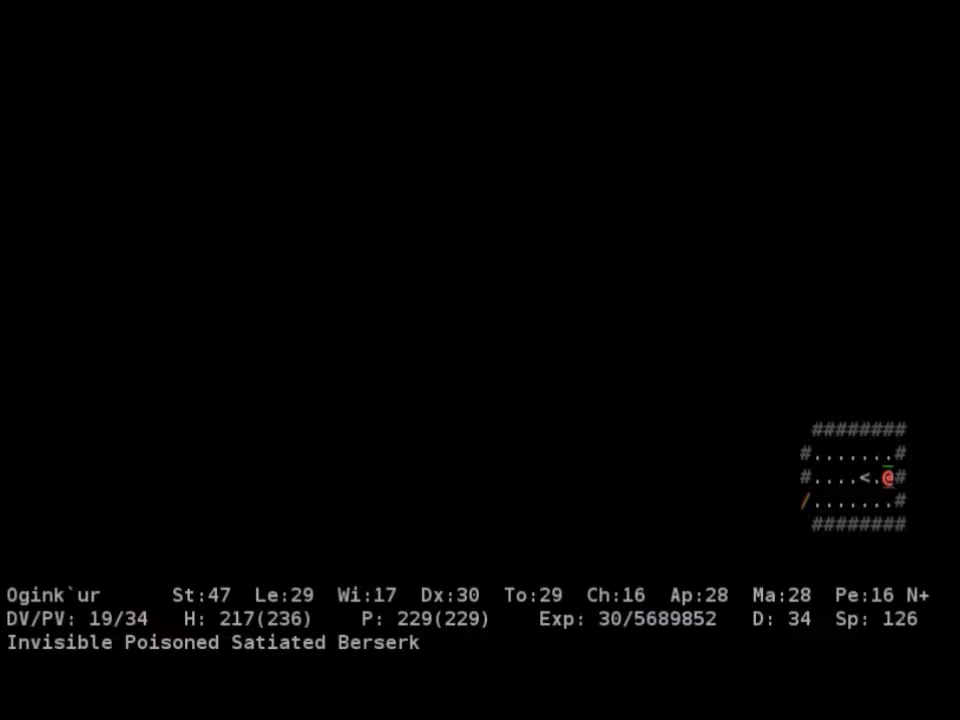 ########
#.......#
#....<.@#
/.......#
########
Ogink`ur St:47 Le:29 Wi:17 Dx:30 To:29 Ch:16 Ap:28 Ma:28 Pe:16 N+
DV/PV: 19/34 H: 217(236) P: 229(229) Exp: 30/5689852 D: 34 Sp: 126
Invisible Poisoned Satiated Berserk